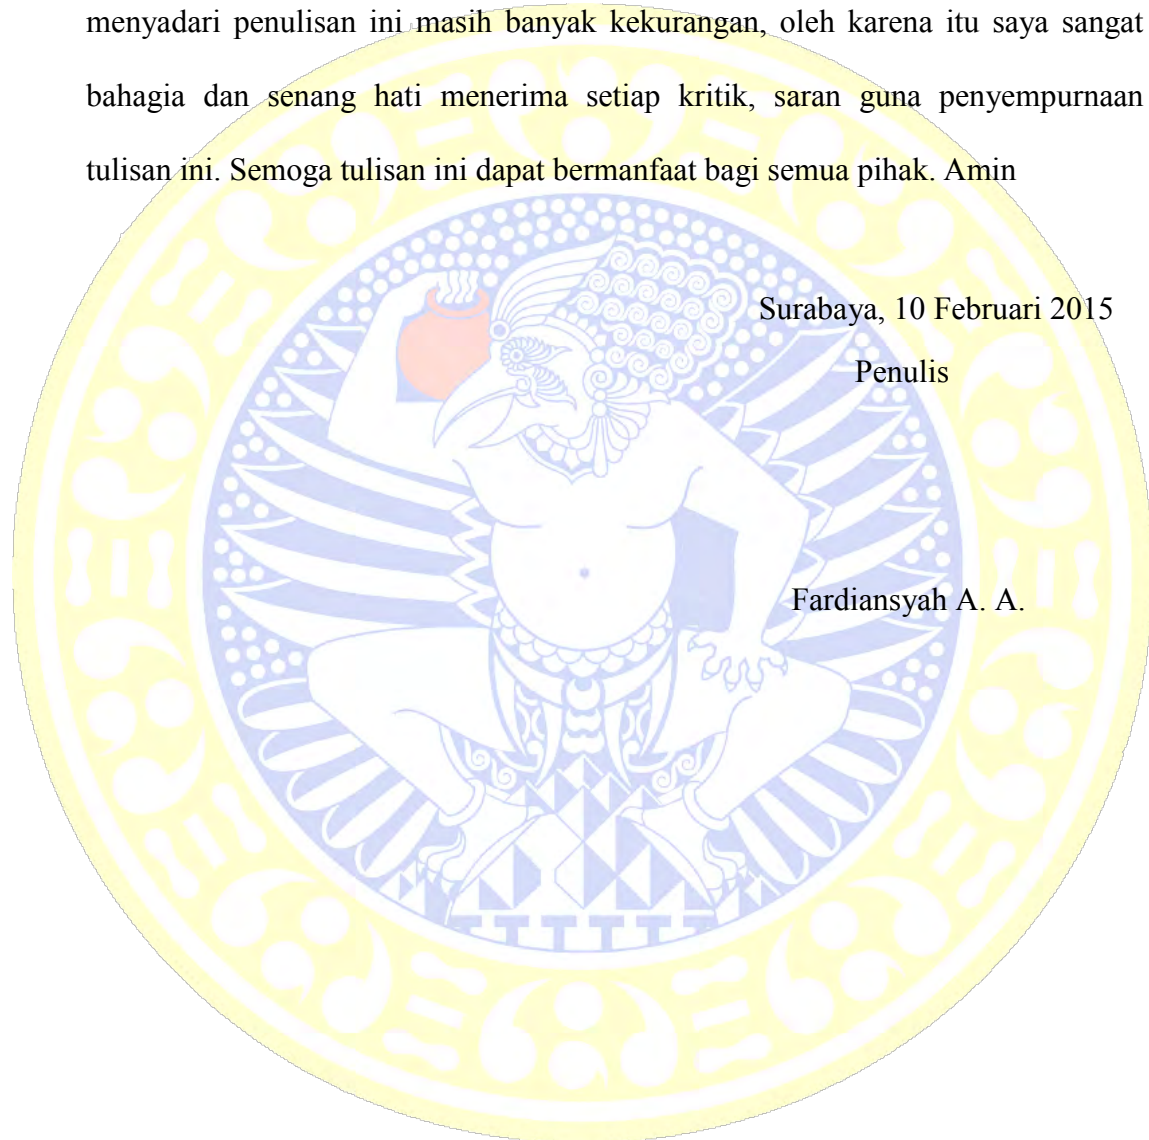 menyadari penulisan ini masih banyak kekurangan, oleh karena itu saya sangat
bahagia dan senang hati menerima setiap kritik, saran guna penyempurnaan
tulisan ini. Semoga tulisan ini dapat bermanfaat bagi semua pihak. Amin
Surabaya, 10 Februari 2015
Penulis
Fardiansyah A. A.